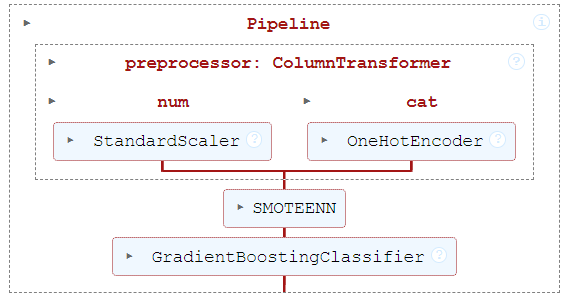 Pipeline
i
preprocessor: ColumnTransformer
?
num
cat
StandardScaler ?
OneHotEncoder ?
SMOTEENN
GradientBoostingClassifier ?